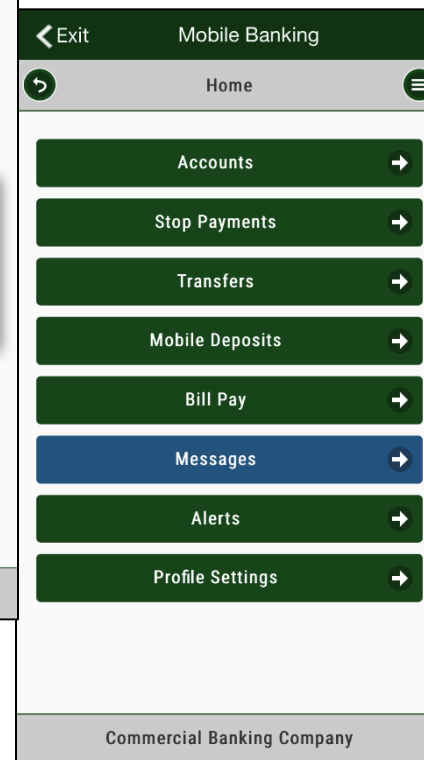 Exit Mobile Banking
Home
Accounts
Stop Payments
Transfers
Mobile Deposits
Bill Pay
Messages
Alerts
Profile Settings
Commercial Banking Company